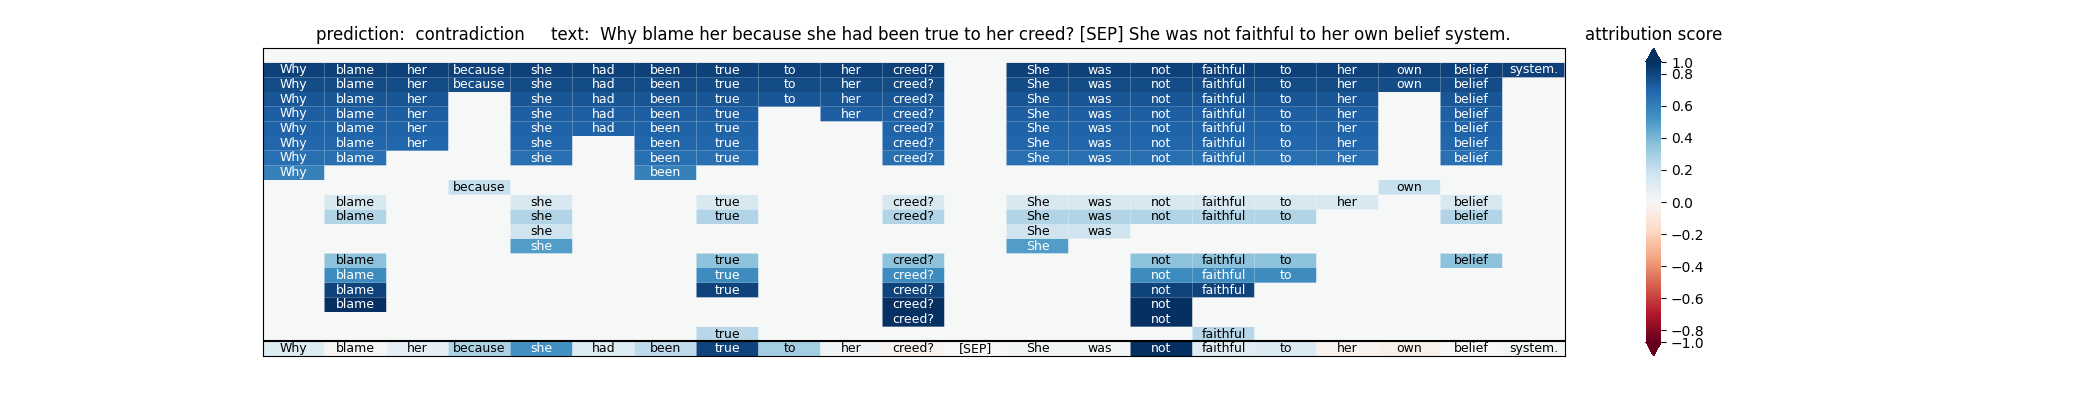 prediction:  contradiction     text:  Why blame her because she had been true to her creed? [SEP] She was not faithful to her own belief system.     attribution score
Why blame her because she had been true to her creed? She was not faithful to her own belief system.
Why blame her because she had been true to her creed? She was not faithful to her own belief
Why blame her she had been true to her creed? She was not faithful to her belief
Why blame her she had been true her creed? She was not faithful to her belief
Why blame her she had been true creed? She was not faithful to her belief
Why blame her she been true creed? She was not faithful to her belief
Why blame she been true creed? She was not faithful to her belief
Why been
because own
blame she true creed? She was not faithful to her belief
blame she true creed? She was not faithful to belief
she She was
she She
blame true creed? not faithful to belief
blame true creed? not faithful to
blame true creed? not faithful
blame creed? not
creed? not
true faithful
Why blame her because she had been true to her creed? [SEP] She was not faithful to her own belief system.
1.0
0.8
0.6
0.4
0.2
0.0
−0.2
−0.4
−0.6
−0.8
−1.0